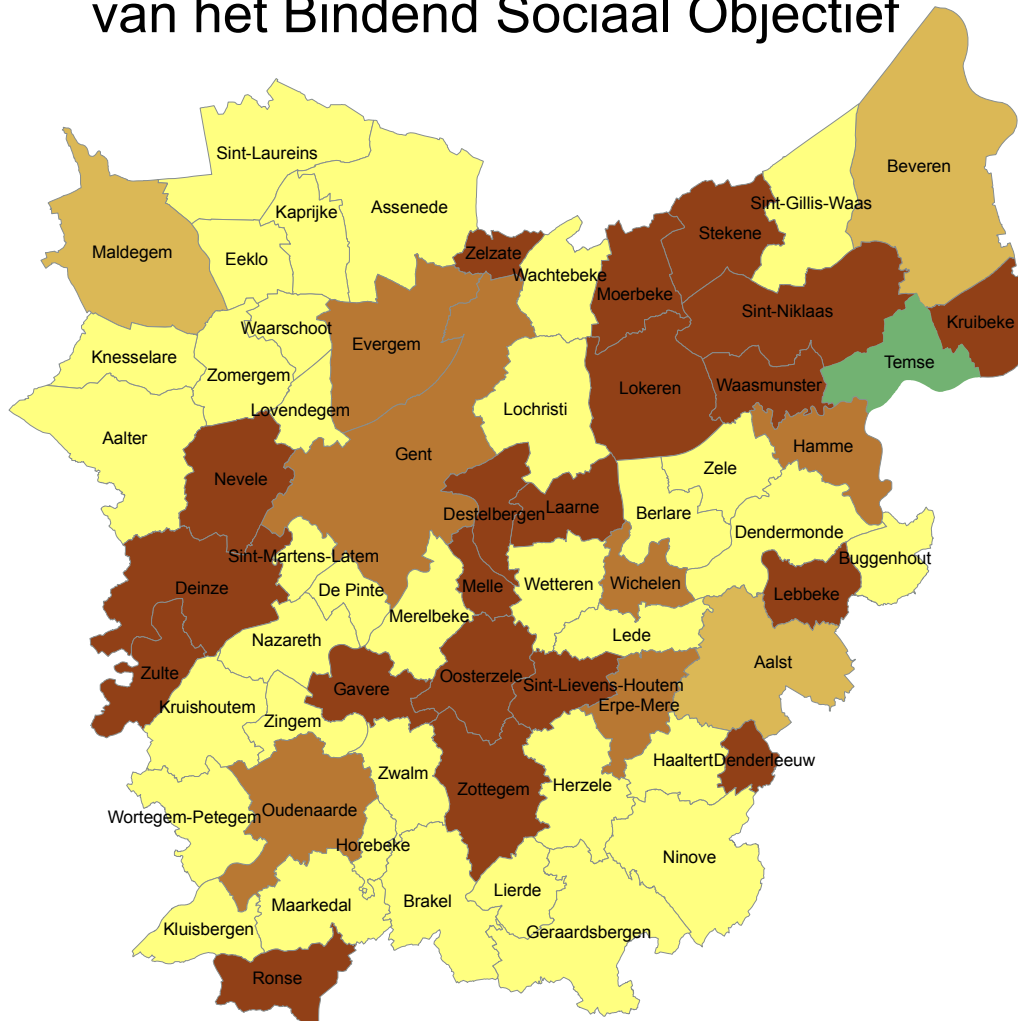 van het Bindend Sociaal Objectief
Sint-Laureins
Beveren
Kaprijke
Assenede
Sint-Gillis-Waas
Stekene
Maldegem
Eeklo
Zelzate
Wachtebeke
Moerbeke
Sint-Niklaas
Kruibeke
Waarschoot
Evergem
Knesselare
Temse
Zomergem
Lokeren
Waasmunster
Lovendegem
Lochristi
Aalter
Hamme
Gent
Zele
Nevele
Laarne
Destelbergen
Berlare
Dendermonde
Sint-Martens-Latem
Buggenhout
Deinze
De Pinte
Melle
Wetteren
Wichelen
Lebbeke
Merelbeke
Nazareth
Lede
Aalst
Zulte
Oosterzele
Gavere
Sint-Lievens-Houtem
Kruishoutem
Erpe-Mere
Zingem
Haaltert
Denderleeuw
Zwalm
Zottegem
Herzele
Oudenaarde
Wortegem-Petegem
Horebeke
Ninove
Lierde
Brakel
Maarkedal
Kluisbergen
Geraardsbergen
Ronse